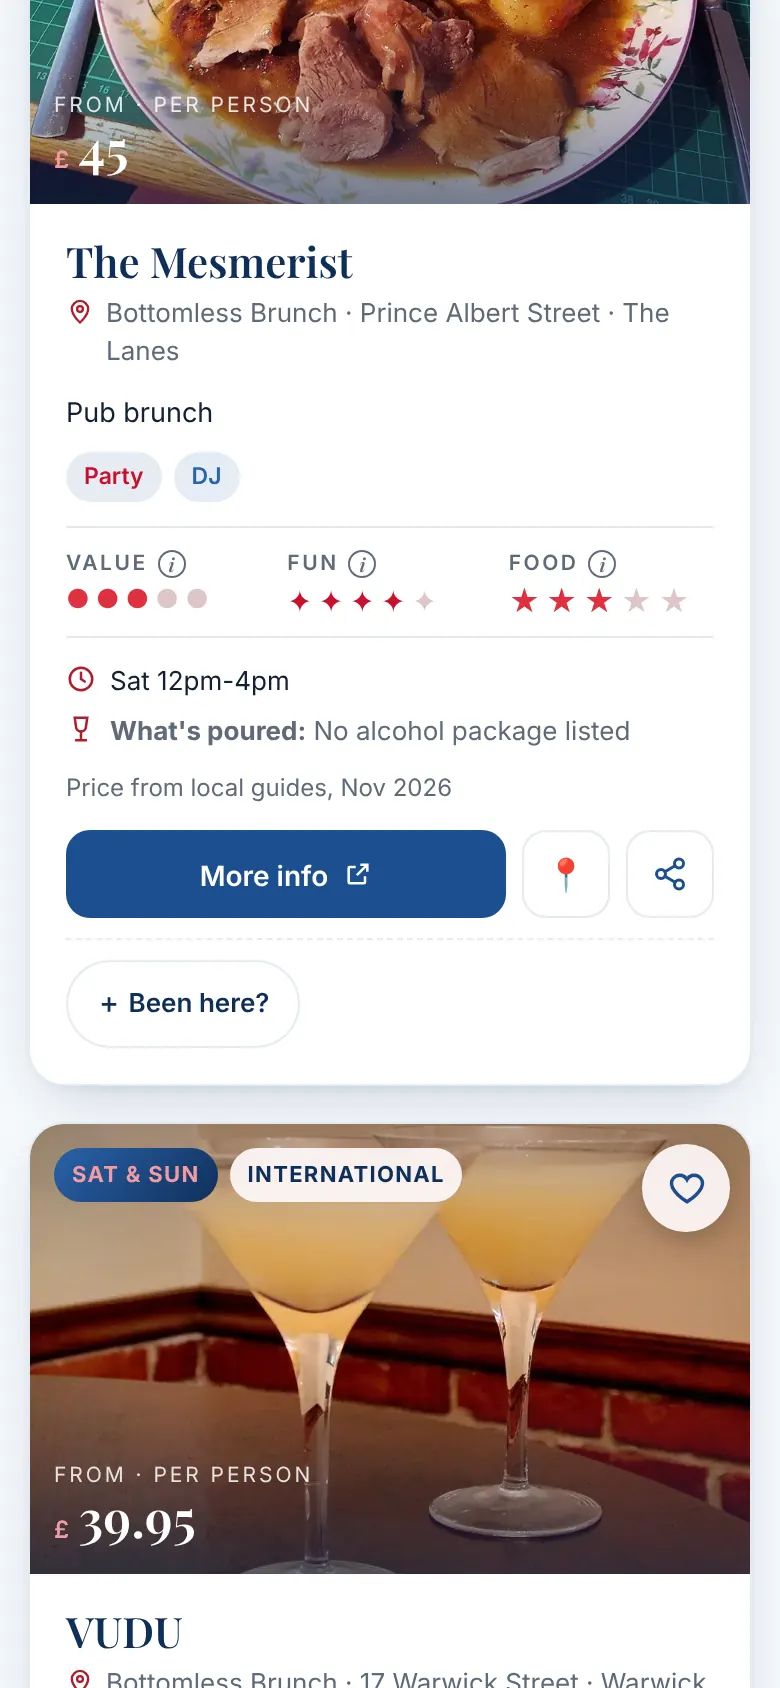 FROM · PER PERSON
£ 45
The Mesmerist
Bottomless Brunch · Prince Albert Street · The
Lanes
Pub brunch
Party DJ
VALUE i FUN i FOOD i
Sat 12pm-4pm
What's poured: No alcohol package listed
Price from local guides, Nov 2026
More info
+ Been here?
SAT & SUN INTERNATIONAL
FROM · PER PERSON
£ 39.95
VUDU
Bottomless Brunch · 17 Warwick Street · Warwick